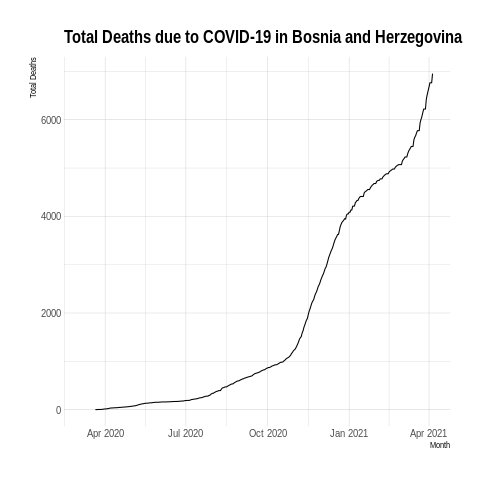 Total Deaths due to COVID-19 in Bosnia and Herzegovina
Total Deaths
6000
4000
2000
0
Apr 2020 Jul 2020 Oct 2020 Jan 2021 Apr 2021
Month